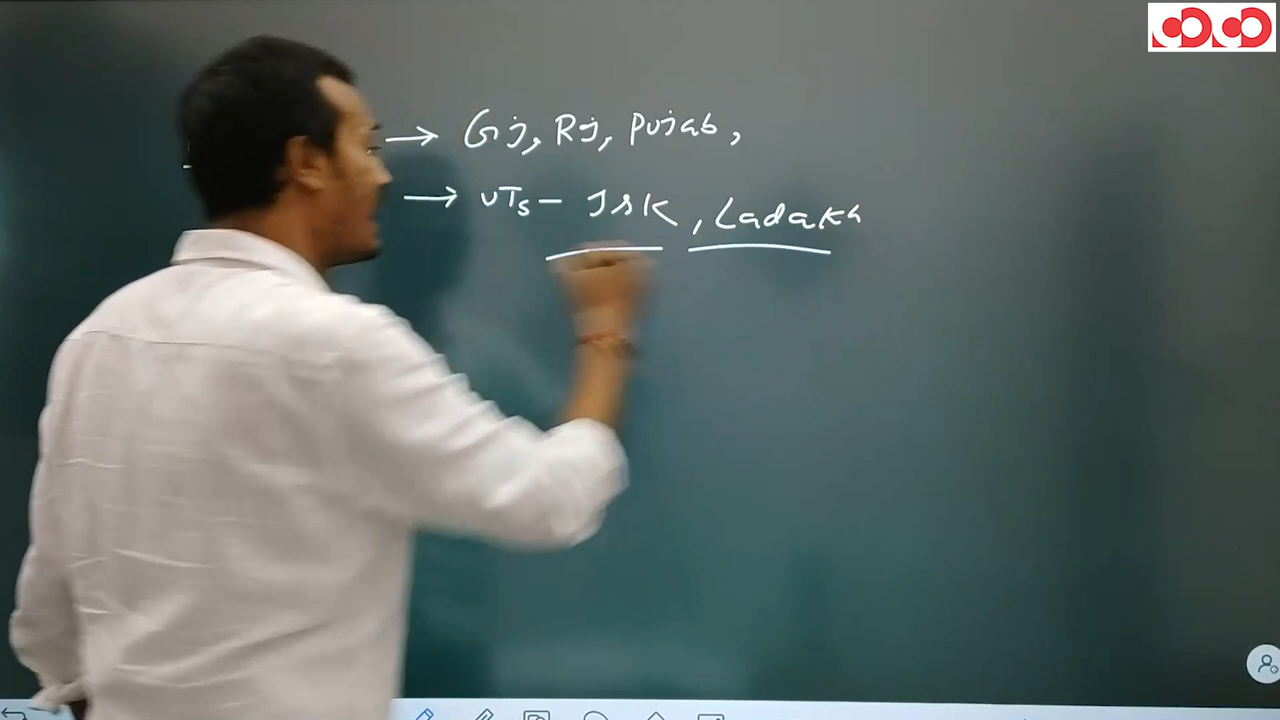 → Gj, Rj, Pujab,
→ UTs - J&K, Ladakh